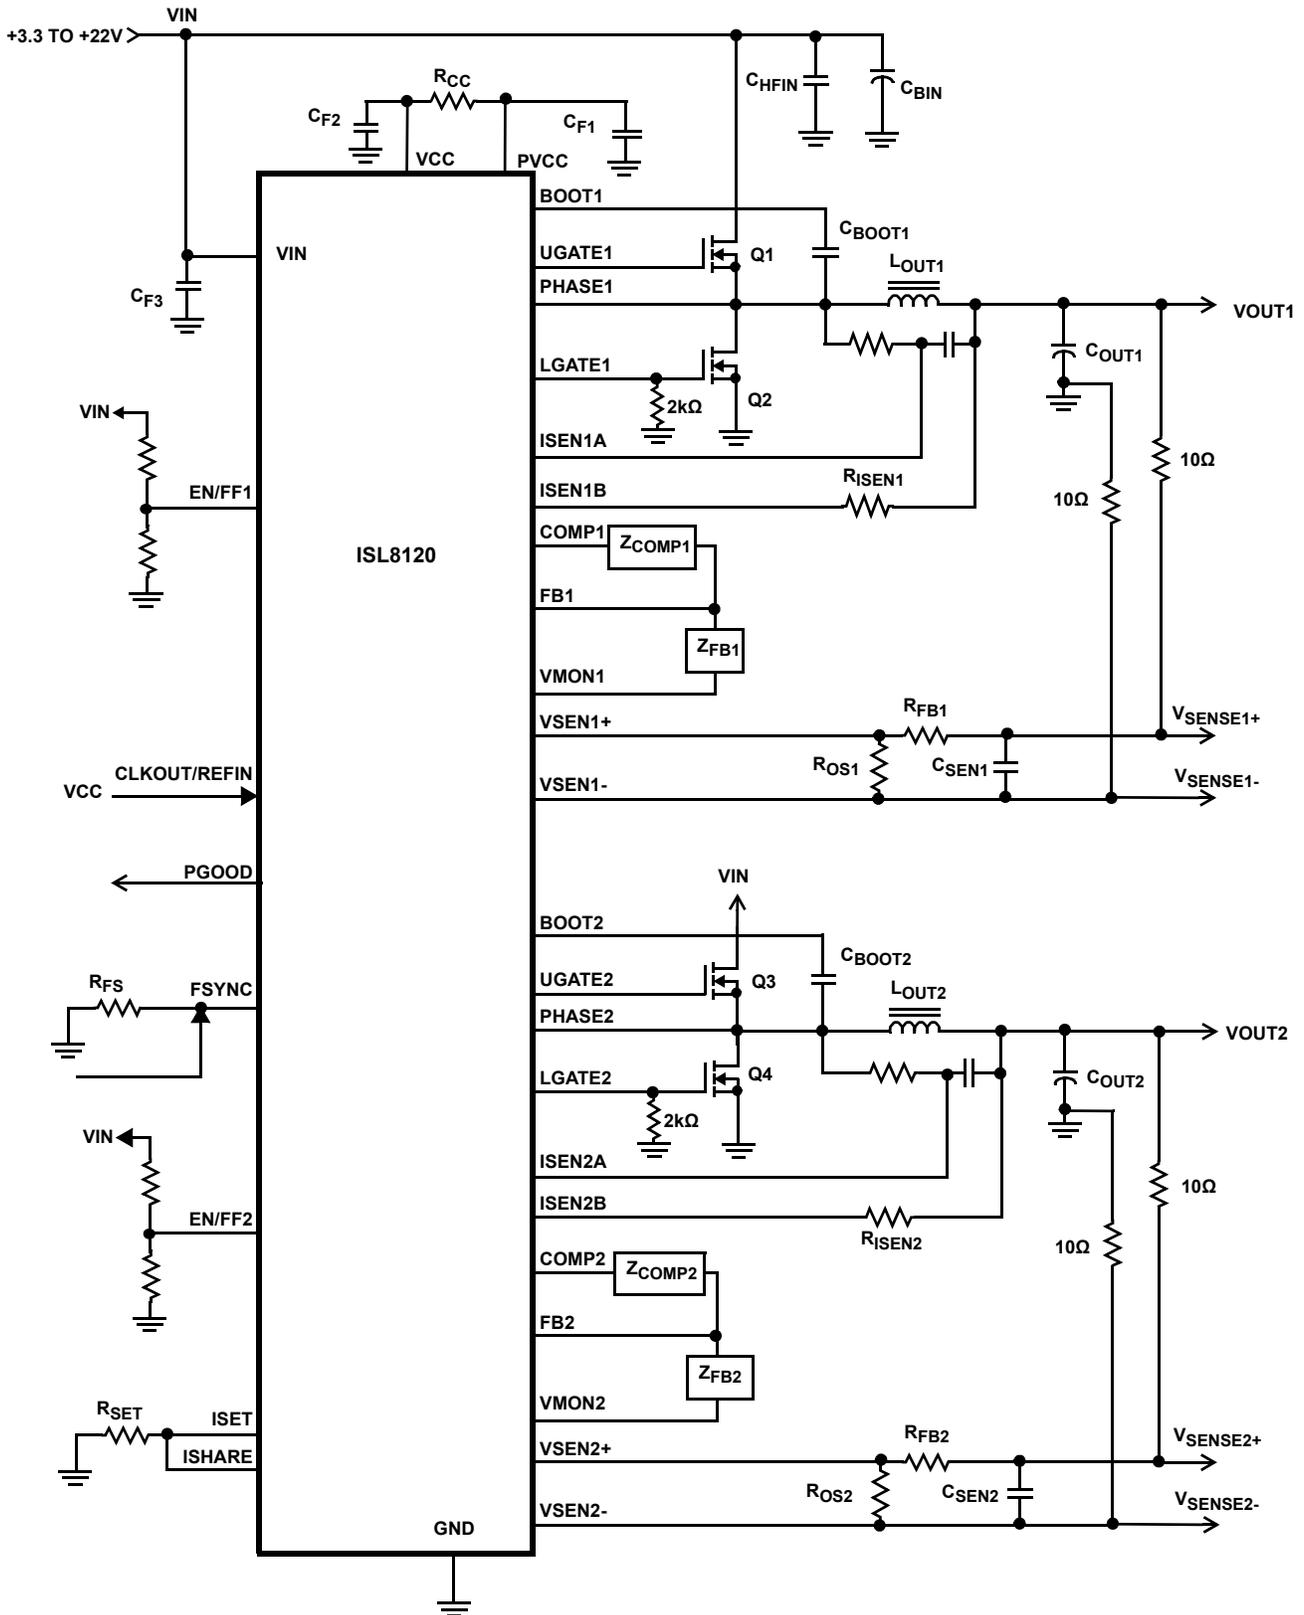 VIN
+3.3 TO +22V
RCC
CF2
CF1
CHFIN
CBIN
VCC
PVCC
BOOT1
CBOOT1
VIN
UGATE1
Q1
LOUT1
PHASE1
CF3
VOUT1
LGATE1
2kΩ
Q2
COUT1
VIN
ISEN1A
10Ω
RISEN1
EN/FF1
ISEN1B
10Ω
COMP1
ZCOMP1
ISL8120
FB1
ZFB1
VMON1
VSEN1+
RFB1
VSENSE1+
CLKOUT/REFIN
VCC
ROS1
CSEN1
VSEN1-
VSENSE1-
PGOOD
VIN
BOOT2
CBOOT2
RFS
FSYNC
UGATE2
Q3
LOUT2
PHASE2
VOUT2
LGATE2
Q4
COUT2
2kΩ
VIN
ISEN2A
10Ω
EN/FF2
ISEN2B
RISEN2
10Ω
COMP2
ZCOMP2
FB2
ZFB2
VMON2
RSET
ISET
ISHARE
VSEN2+
RFB2
VSENSE2+
ROS2
CSEN2
VSEN2-
VSENSE2-
GND